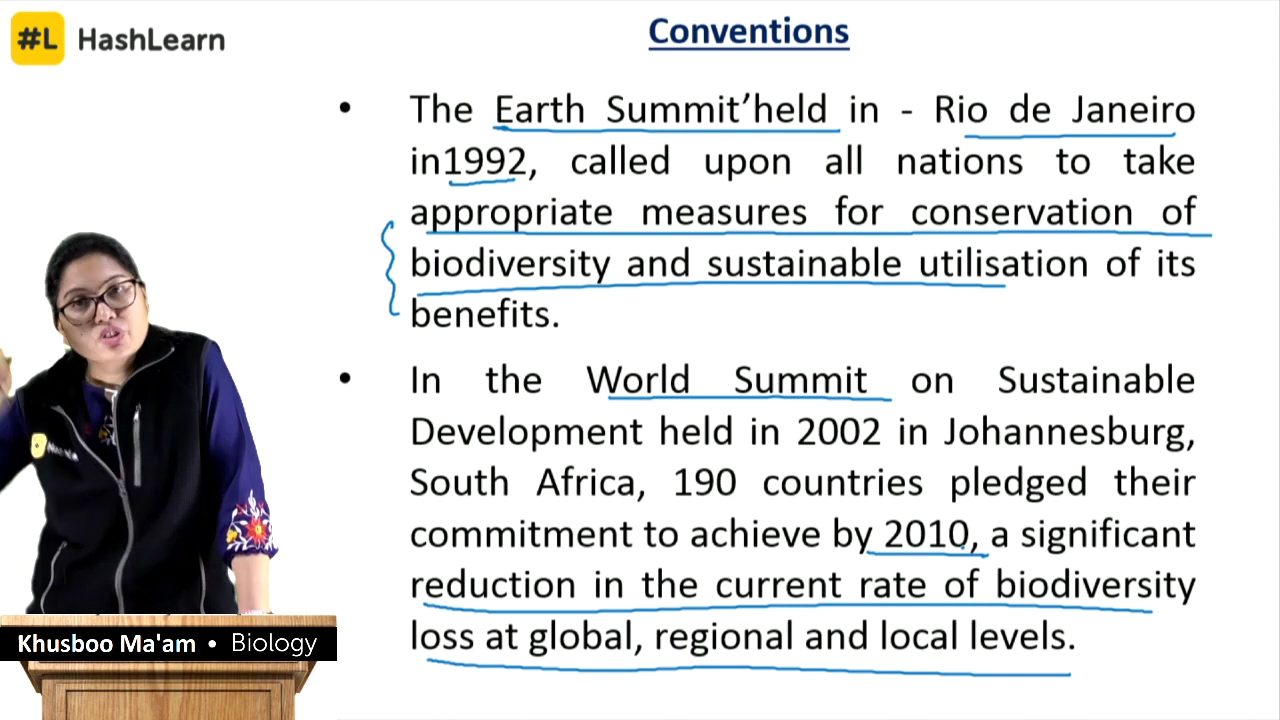 #L HashLearn
Conventions
• The Earth Summit’held in - Rio de Janeiro
in1992, called upon all nations to take
appropriate measures for conservation of
biodiversity and sustainable utilisation of its
benefits.
• In the World Summit on Sustainable
Development held in 2002 in Johannesburg,
South Africa, 190 countries pledged their
commitment to achieve by 2010, a significant
reduction in the current rate of biodiversity
loss at global, regional and local levels.
Khusboo Ma'am • Biology